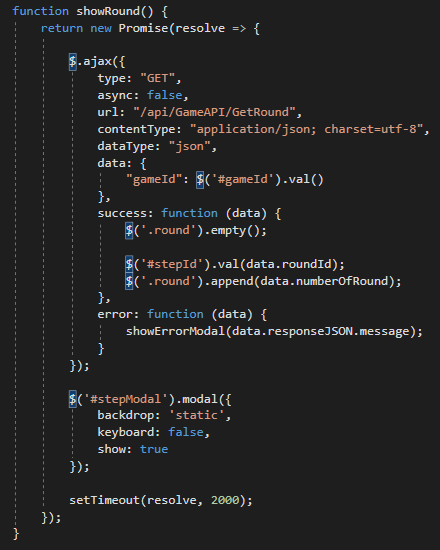 function showRound() {
    return new Promise(resolve => {

        $.ajax({
            type: "GET",
            async: false,
            url: "/api/GameAPI/GetRound",
            contentType: "application/json; charset=utf-8",
            dataType: "json",
            data: {
                "gameId": $('#gameId').val()
            },
            success: function (data) {
                $('.round').empty();

                $('#stepId').val(data.roundId);
                $('.round').append(data.numberOfRound);
            },
            error: function (data) {
                showErrorModal(data.responseJSON.message);
            }
        });

        $('#stepModal').modal({
            backdrop: 'static',
            keyboard: false,
            show: true
        });

        setTimeout(resolve, 2000);
    });
}